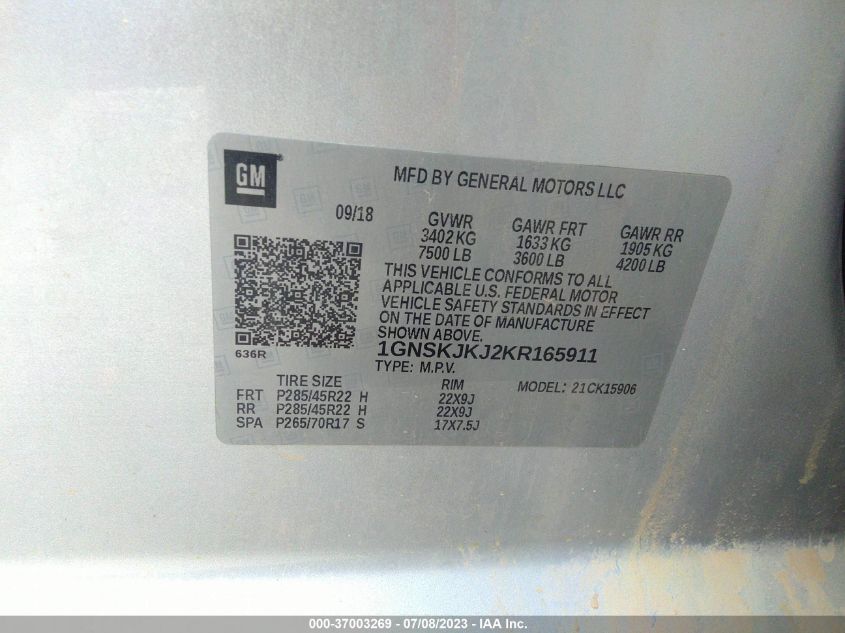 GM
MFD BY GENERAL MOTORS LLC
09/18
GVWR GAWR FRT GAWR RR
3402 KG 1633 KG 1905 KG
7500 LB 3600 LB 4200 LB
THIS VEHICLE CONFORMS TO ALL
APPLICABLE U.S. FEDERAL MOTOR
VEHICLE SAFETY STANDARDS IN EFFECT
ON THE DATE OF MANUFACTURE
SHOWN ABOVE.
636R
1GNSKJKJ2KR165911
TYPE: M.P.V.
TIRE SIZE RIM MODEL: 21CK15906
FRT P285/45R22 H 22X9J
RR P285/45R22 H 22X9J
SPA P265/70R17 S 17X7.5J
000-37003269 - 07/08/2023 - IAA Inc.